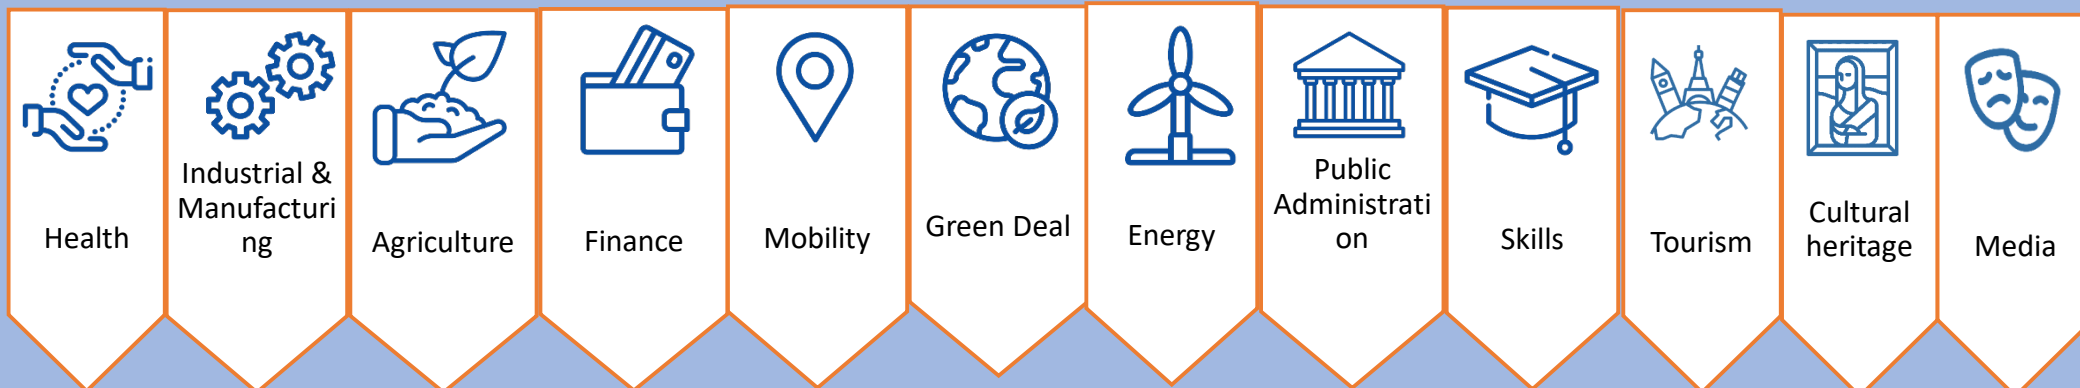 Health
Industrial &
Manufacturi
ng
Agriculture
Finance
Mobility
Green Deal
Energy
Public
Administrati
on
Skills
Tourism
Cultural
heritage
Media